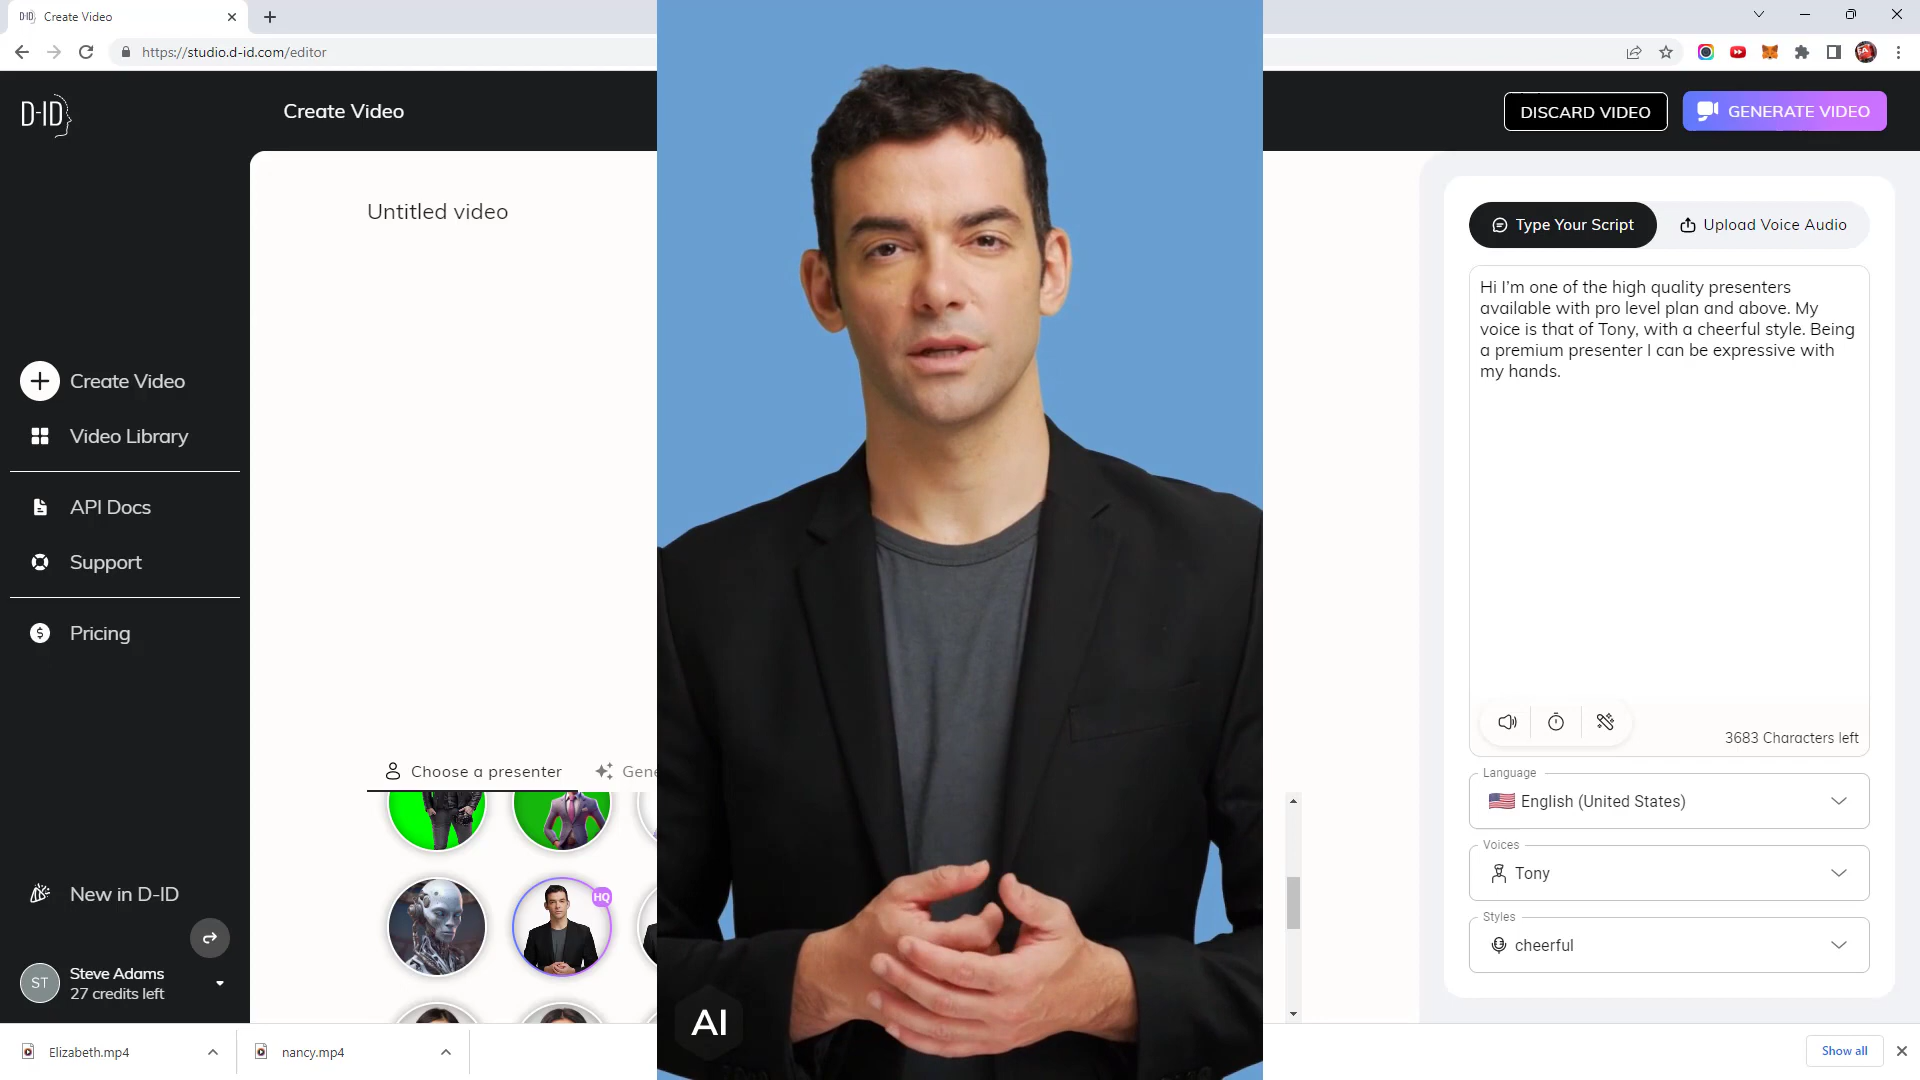 D-ID Create Video
https://studio.d-id.com/editor
D-ID
Create Video
DISCARD VIDEO
GENERATE VIDEO
Untitled video
Type Your Script
Upload Voice Audio
Hi I'm one of the high quality presenters
available with pro level plan and above. My
voice is that of Tony, with a cheerful style. Being
a premium presenter I can be expressive with
my hands.
3683 Characters left
Language
English (United States)
Voices
Tony
Styles
cheerful
Create Video
Video Library
API Docs
Support
Pricing
New in D-ID
ST
Steve Adams
27 credits left
Choose a presenter
Gene
HQ
AI
Elizabeth.mp4
nancy.mp4
Show all